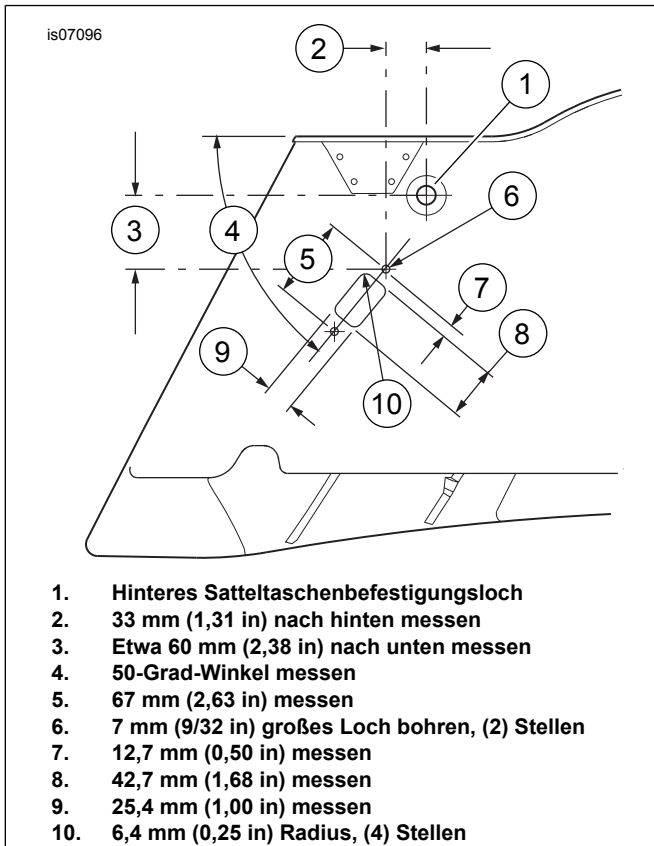 is07096
2
1
3
4
5
6
7
8
9
10
1. Hinteres Satteltaschenbefestigungsloch
2. 33 mm (1,31 in) nach hinten messen
3. Etwa 60 mm (2,38 in) nach unten messen
4. 50-Grad-Winkel messen
5. 67 mm (2,63 in) messen
6. 7 mm (9/32 in) großes Loch bohren, (2) Stellen
7. 12,7 mm (0,50 in) messen
8. 42,7 mm (1,68 in) messen
9. 25,4 mm (1,00 in) messen
10. 6,4 mm (0,25 in) Radius, (4) Stellen